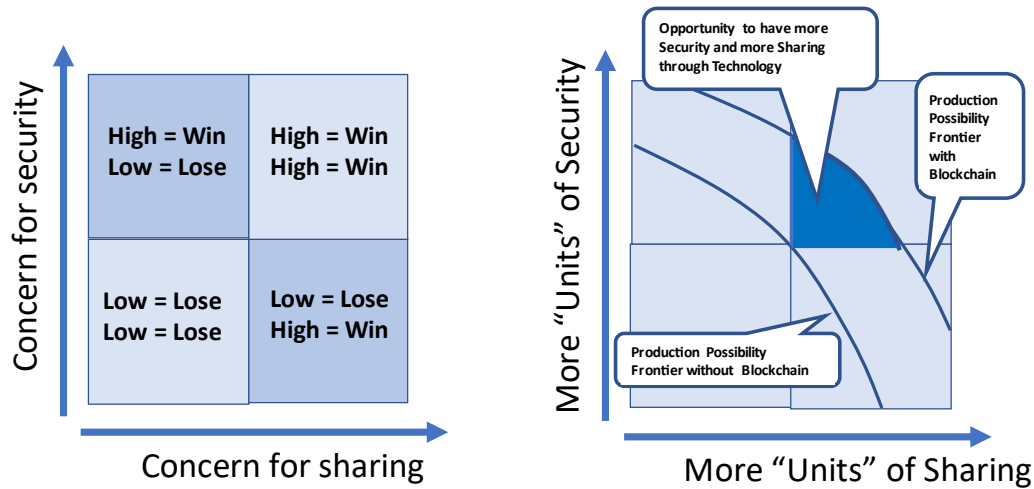 Concern for security
High = Win
Low = Lose
High = Win
High = Win
Low = Lose
Low = Lose
Low = Lose
High = Win
Concern for sharing
More “Units” of Security
Opportunity to have more
Security and more Sharing
through Technology
Production
Possibility
Frontier
with
Blockchain
Production Possibility
Frontier without Blockchain
More “Units” of Sharing